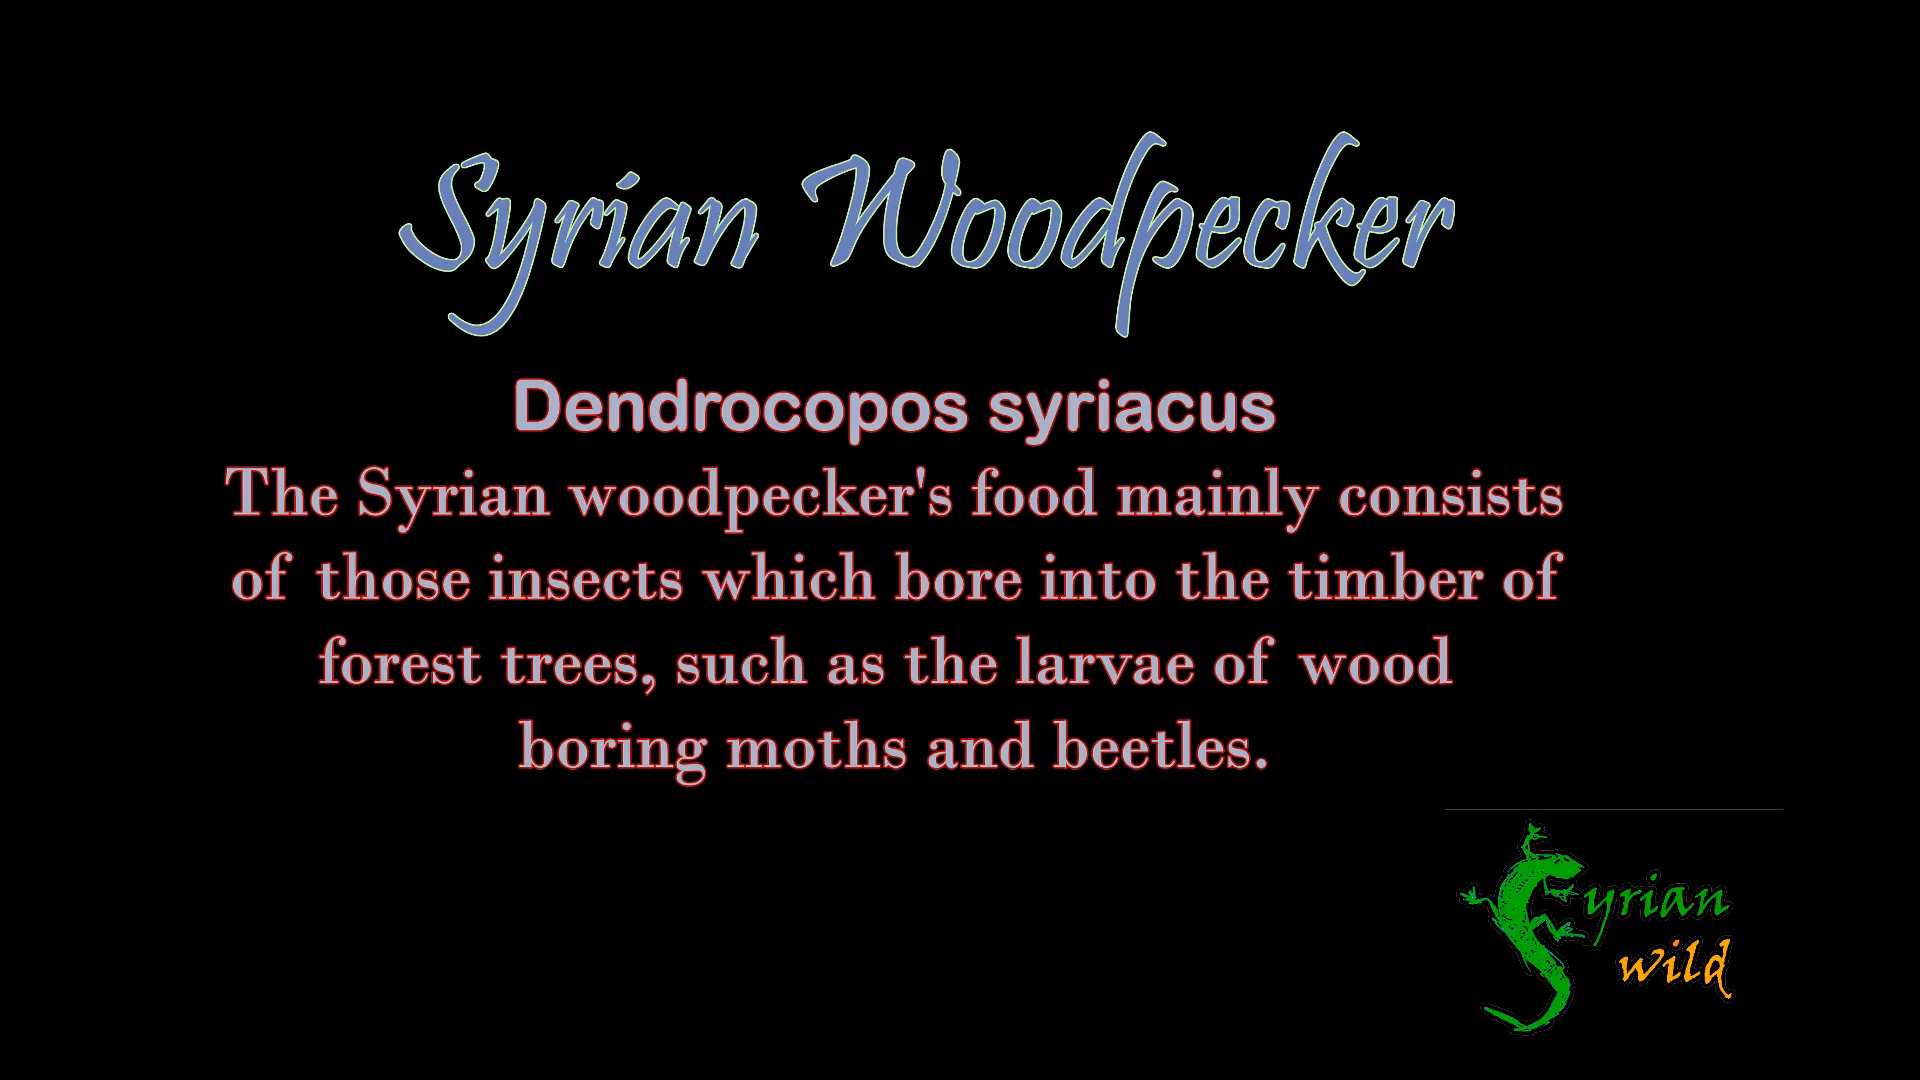 Syrian Woodpecker
Dendrocopos syriacus
The Syrian woodpecker's food mainly consists
of those insects which bore into the timber of
forest trees, such as the larvae of wood
boring moths and beetles.
Syrian
wild